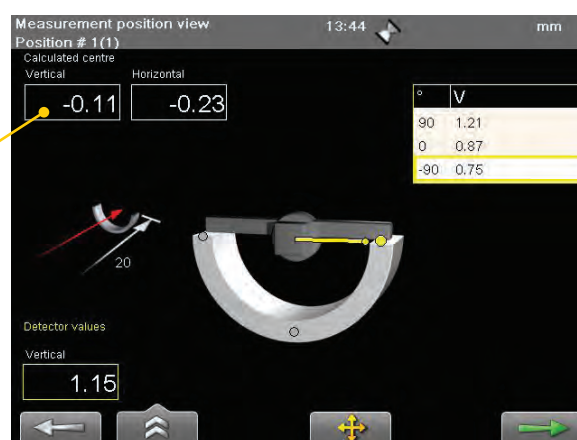 Measurement position view 13:44 mm
Position # 1(1)
Calculated centre
Vertical Horizontal
-0.11 -0.23
° V
90 1.21
0 0.87
-90 0.75
20
Detector values
Vertical
1.15